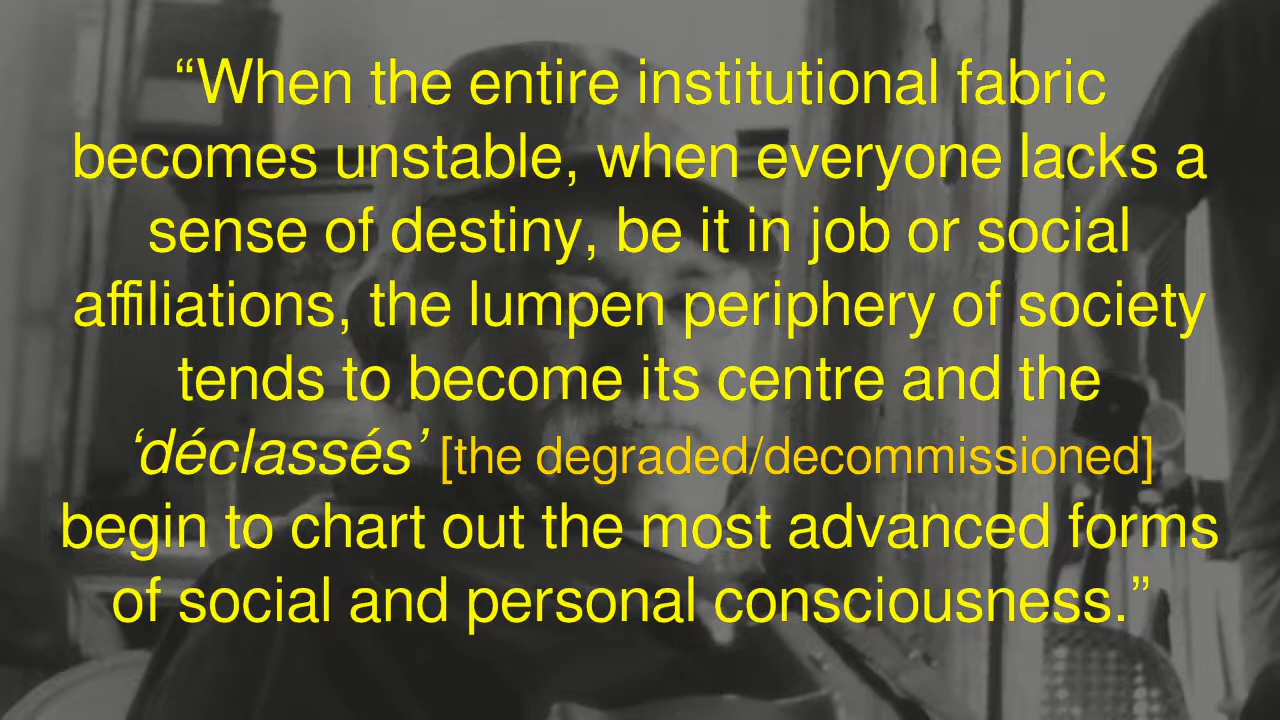 “When the entire institutional fabric
becomes unstable, when everyone lacks a
sense of destiny, be it in job or social
affiliations, the lumpen periphery of society
tends to become its centre and the
‘déclassés’ [the degraded/decommissioned]
begin to chart out the most advanced forms
of social and personal consciousness.”